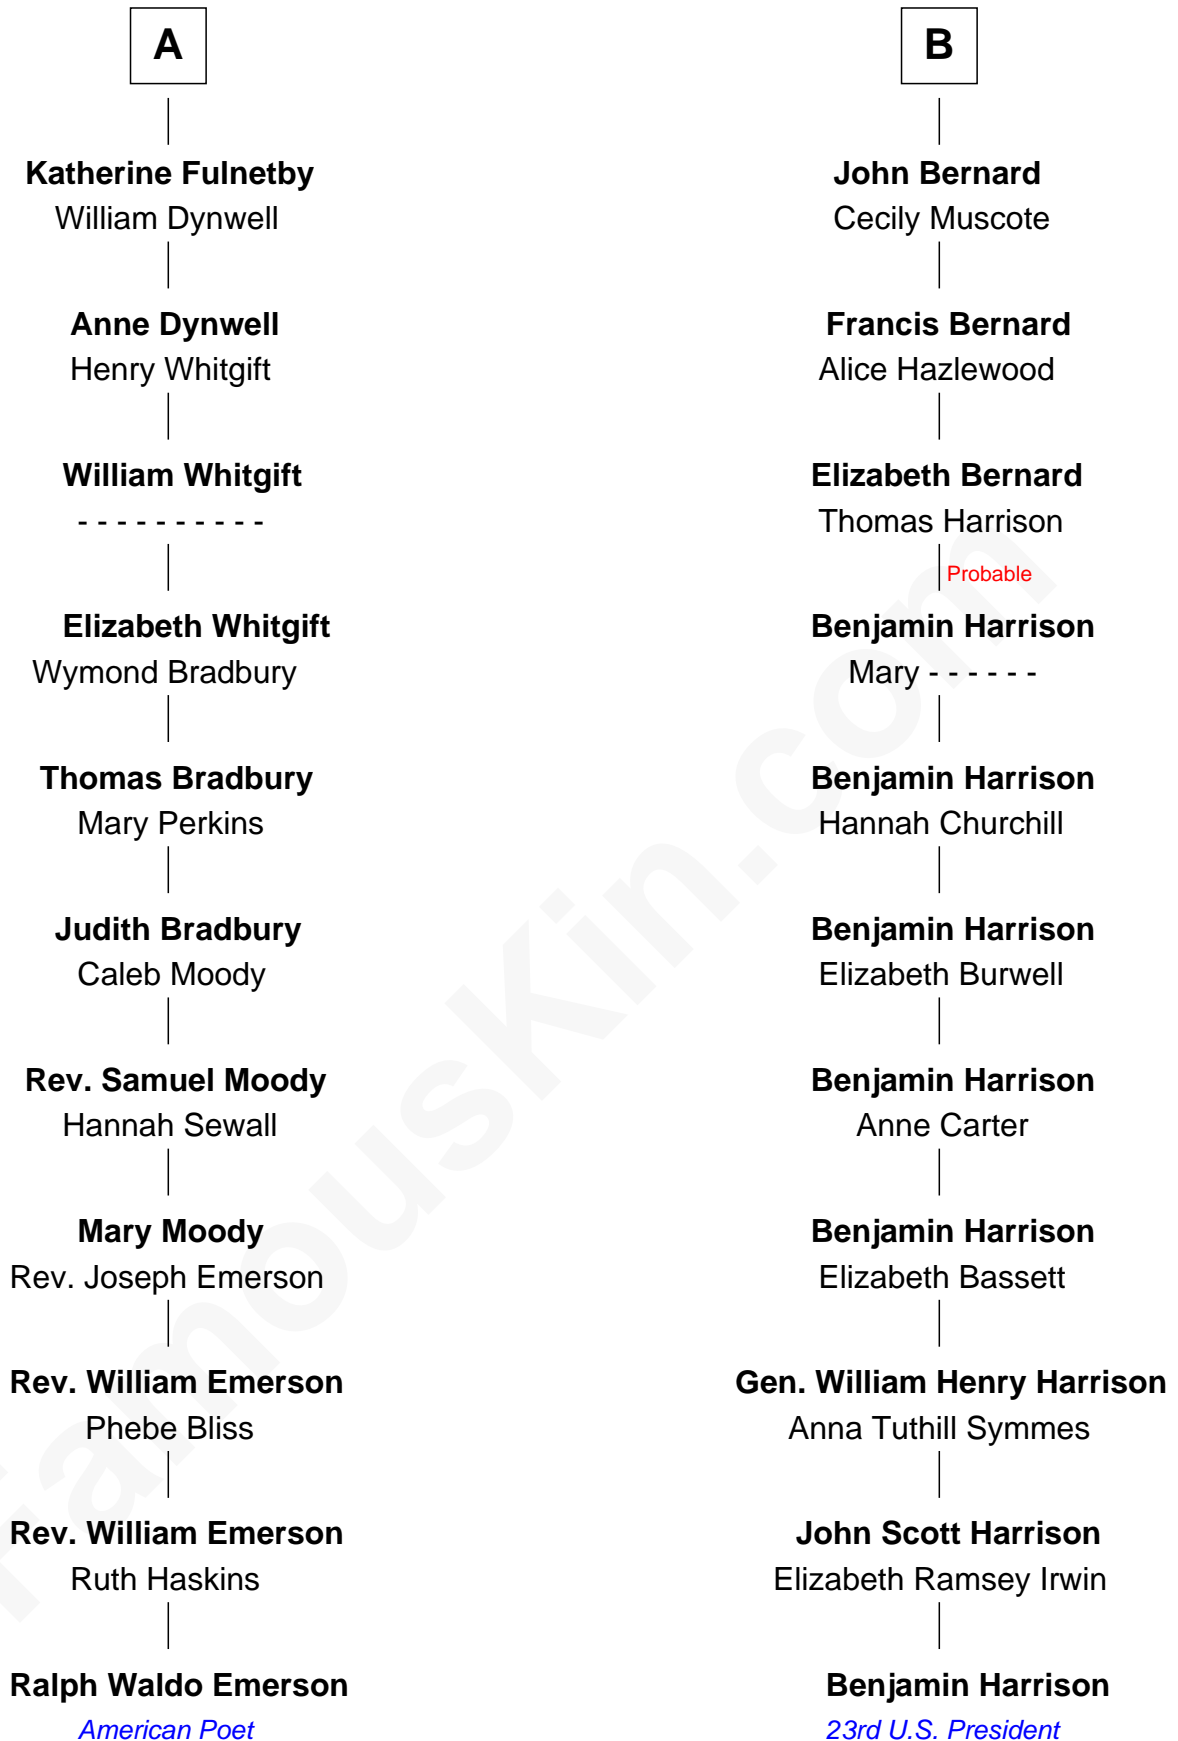 A
Katherine Fulnetby
William Dynwell
Anne Dynwell
Henry Whitgift
William Whitgift
- - - - - - - - - -
Elizabeth Whitgift
Wymond Bradbury
Thomas Bradbury
Mary Perkins
Judith Bradbury
Caleb Moody
Rev. Samuel Moody
Hannah Sewall
Mary Moody
Rev. Joseph Emerson
Rev. William Emerson
Phebe Bliss
Rev. William Emerson
Ruth Haskins
Ralph Waldo Emerson
American Poet
B
John Bernard
Cecily Muscote
Francis Bernard
Alice Hazlewood
Elizabeth Bernard
Thomas Harrison
Probable
Benjamin Harrison
Mary - - - - - -
Benjamin Harrison
Hannah Churchill
Benjamin Harrison
Elizabeth Burwell
Benjamin Harrison
Anne Carter
Benjamin Harrison
Elizabeth Bassett
Gen. William Henry Harrison
Anna Tuthill Symmes
John Scott Harrison
Elizabeth Ramsey Irwin
Benjamin Harrison
23rd U.S. President
FamousKin.com